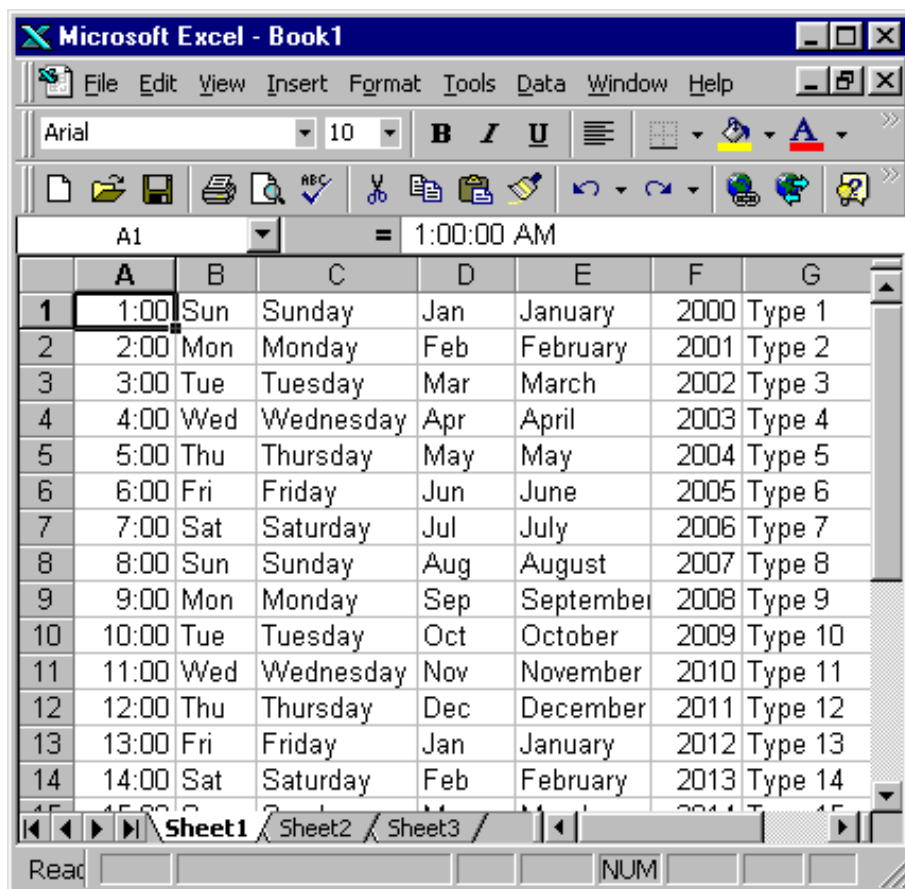 Microsoft Excel - Book1
File Edit View Insert Format Tools Data Window Help
Arial 10 B I U A
ABC
A1 = 1:00:00 AM
A B C D E F G
1 1:00 Sun Sunday Jan January 2000 Type 1
2 2:00 Mon Monday Feb February 2001 Type 2
3 3:00 Tue Tuesday Mar March 2002 Type 3
4 4:00 Wed Wednesday Apr April 2003 Type 4
5 5:00 Thu Thursday May May 2004 Type 5
6 6:00 Fri Friday Jun June 2005 Type 6
7 7:00 Sat Saturday Jul July 2006 Type 7
8 8:00 Sun Sunday Aug August 2007 Type 8
9 9:00 Mon Monday Sep September 2008 Type 9
10 10:00 Tue Tuesday Oct October 2009 Type 10
11 11:00 Wed Wednesday Nov November 2010 Type 11
12 12:00 Thu Thursday Dec December 2011 Type 12
13 13:00 Fri Friday Jan January 2012 Type 13
14 14:00 Sat Saturday Feb February 2013 Type 14
Sheet1 Sheet2 Sheet3
Read NUM